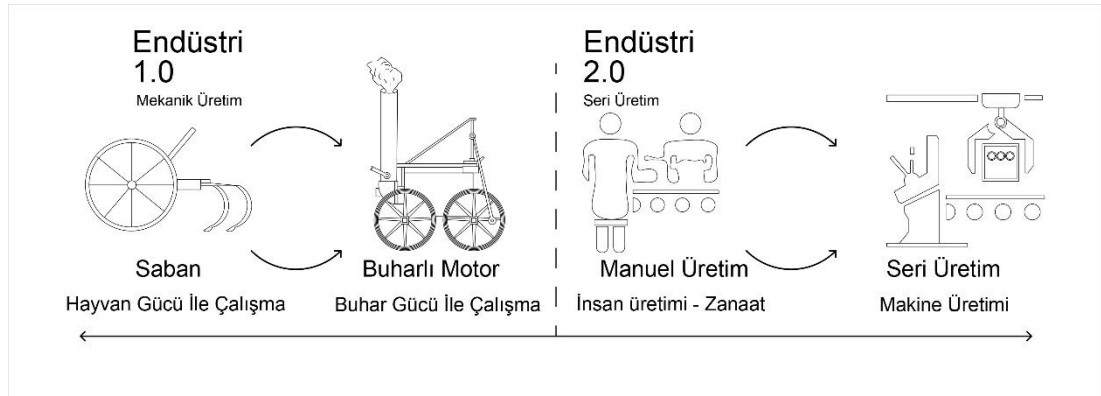 Endüstri
1.0
Mekanik Üretim
Saban
Hayvan Gücü İle Çalışma
Buharlı Motor
Buhar Gücü İle Çalışma
Endüstri
2.0
Seri Üretim
Manuel Üretim
İnsan üretimi - Zanaat
Seri Üretim
Makine Üretimi